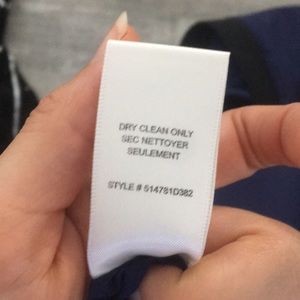 DRY CLEAN ONLY
SEC NETTOYER
SEULEMENT
STYLE # 514781D382